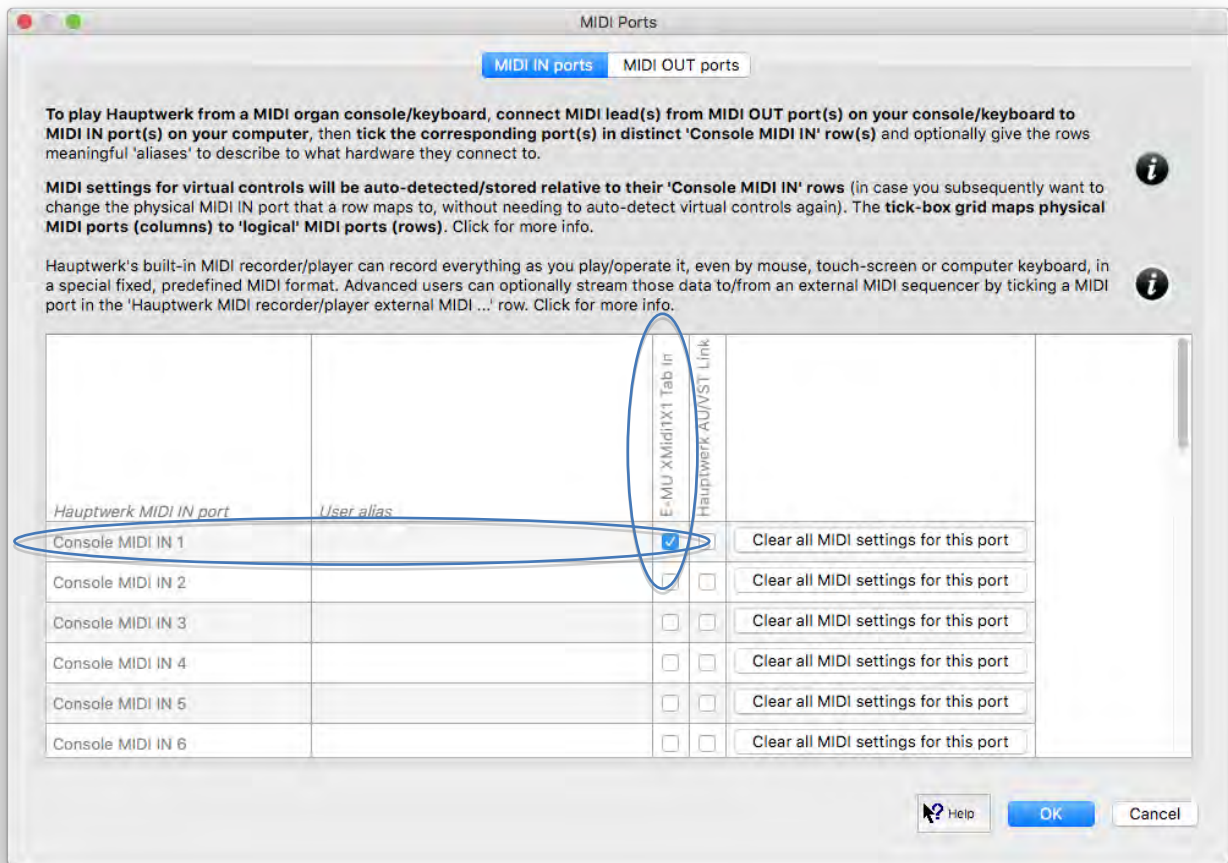 MIDI Ports
MIDI IN ports MIDI OUT ports
To play Hauptwerk from a MIDI organ console/keyboard, connect MIDI lead(s) from MIDI OUT port(s) on your console/keyboard to
MIDI IN port(s) on your computer, then tick the corresponding port(s) in distinct 'Console MIDI IN' row(s) and optionally give the rows
meaningful 'aliases' to describe to what hardware they connect to.
MIDI settings for virtual controls will be auto-detected/stored relative to their 'Console MIDI IN' rows (in case you subsequently want to
change the physical MIDI IN port that a row maps to, without needing to auto-detect virtual controls again). The tick-box grid maps physical
MIDI ports (columns) to 'logical' MIDI ports (rows). Click for more info.
Hauptwerk's built-in MIDI recorder/player can record everything as you play/operate it, even by mouse, touch-screen or computer keyboard, in
a special fixed, predefined MIDI format. Advanced users can optionally stream those data to/from an external MIDI sequencer by ticking a MIDI
port in the 'Hauptwerk MIDI recorder/player external MIDI ...' row. Click for more info.
Hauptwerk MIDI IN port User alias
E-MU XMidi1X1 Tab In
Hauptwerk AU/VST Link
Console MIDI IN 1 Clear all MIDI settings for this port
Console MIDI IN 2 Clear all MIDI settings for this port
Console MIDI IN 3 Clear all MIDI settings for this port
Console MIDI IN 4 Clear all MIDI settings for this port
Console MIDI IN 5 Clear all MIDI settings for this port
Console MIDI IN 6 Clear all MIDI settings for this port
? Help OK Cancel